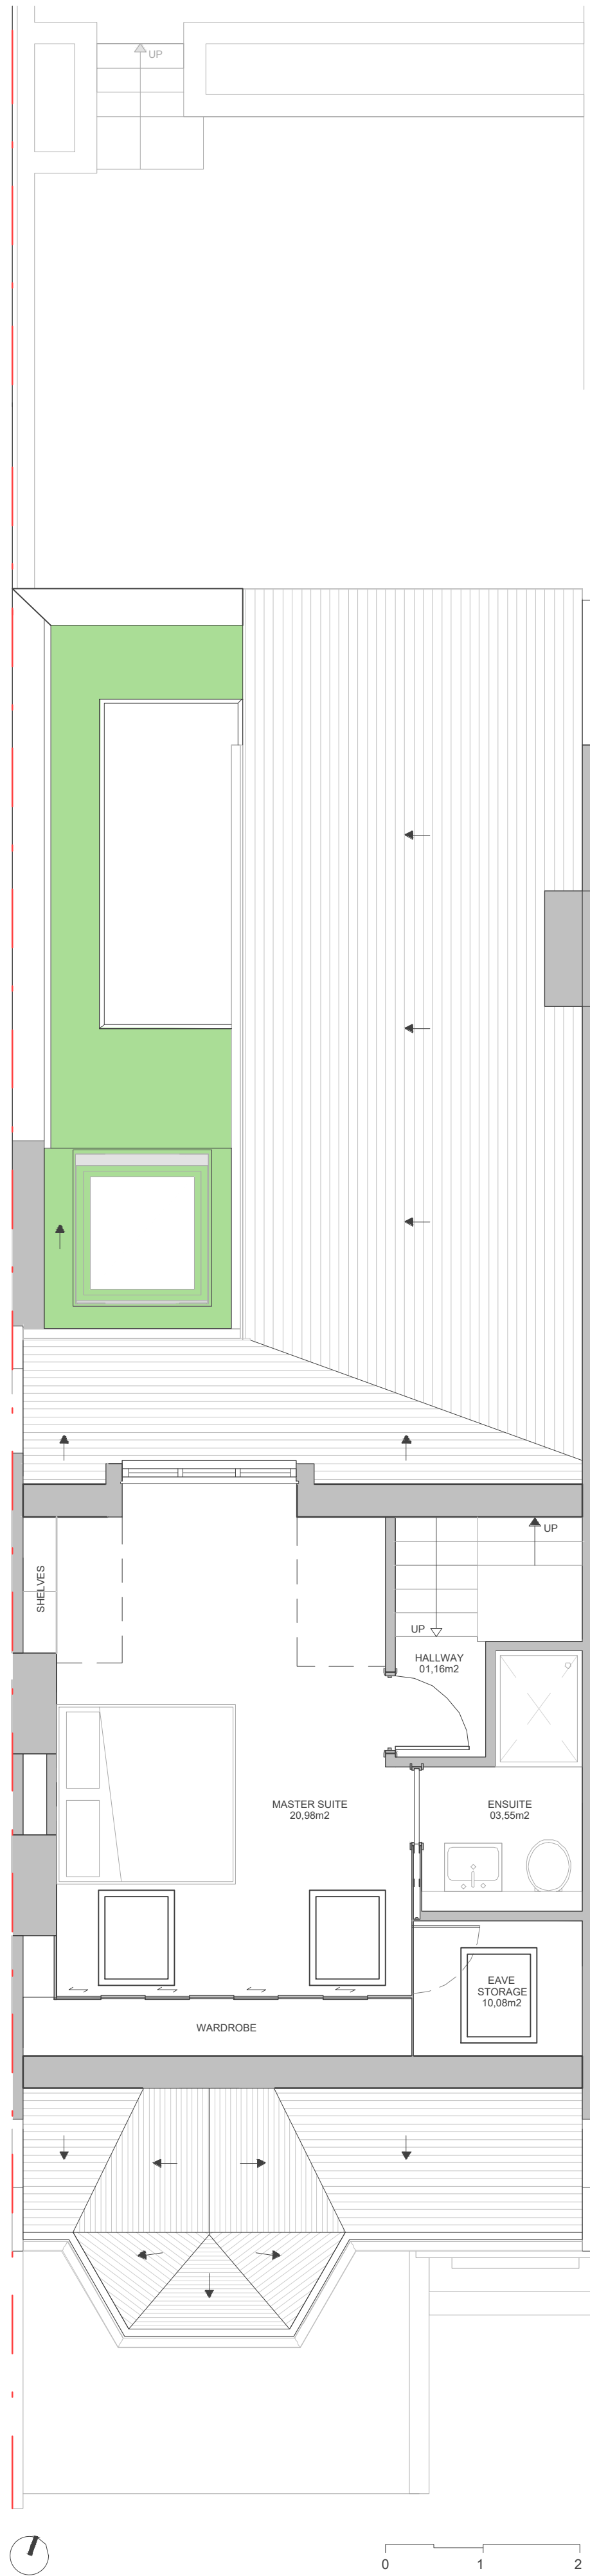 UP
UP
SHELVES
UP
HALLWAY
01,16m2
MASTER SUITE
20,98m2
ENSUITE
03,55m2
EAVE
STORAGE
10,08m2
WARDROBE
0 1 2